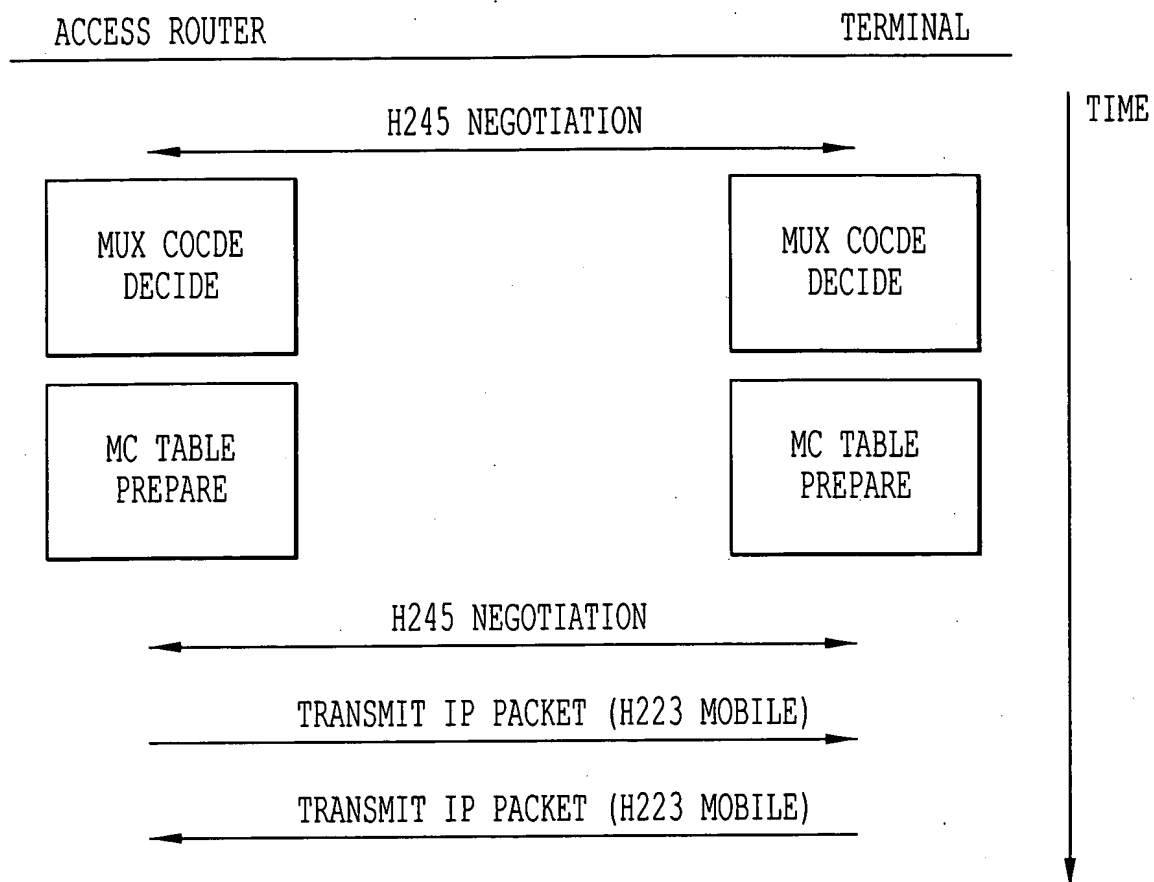 ACCESS ROUTER
TERMINAL
TIME
H245 NEGOTIATION
MUX COCDE
DECIDE
MUX COCDE
DECIDE
MC TABLE
PREPARE
MC TABLE
PREPARE
H245 NEGOTIATION
TRANSMIT IP PACKET (H223 MOBILE)
TRANSMIT IP PACKET (H223 MOBILE)